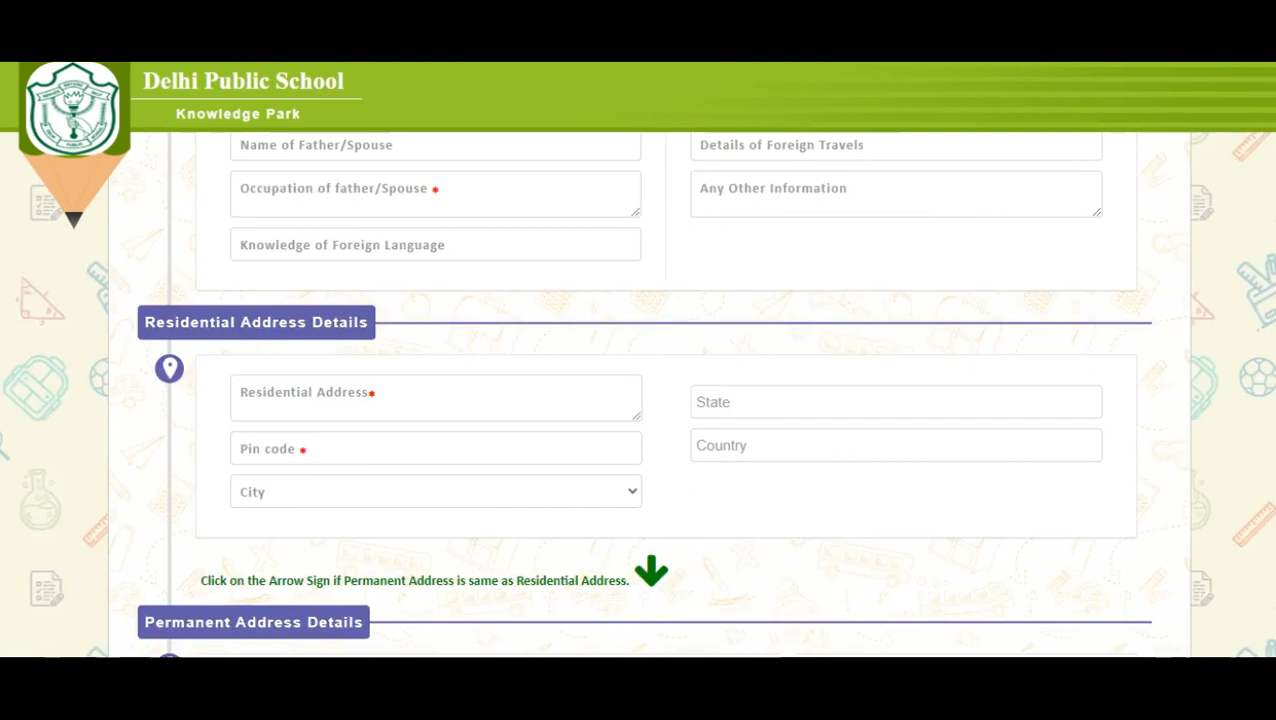 Delhi Public School
Knowledge Park
Name of Father/Spouse
Details of Foreign Travels
Occupation of father/Spouse *
Any Other Information
Knowledge of Foreign Language
Residential Address Details
Residential Address*
State
Pin code *
Country
City
Click on the Arrow Sign if Permanent Address is same as Residential Address.
Permanent Address Details